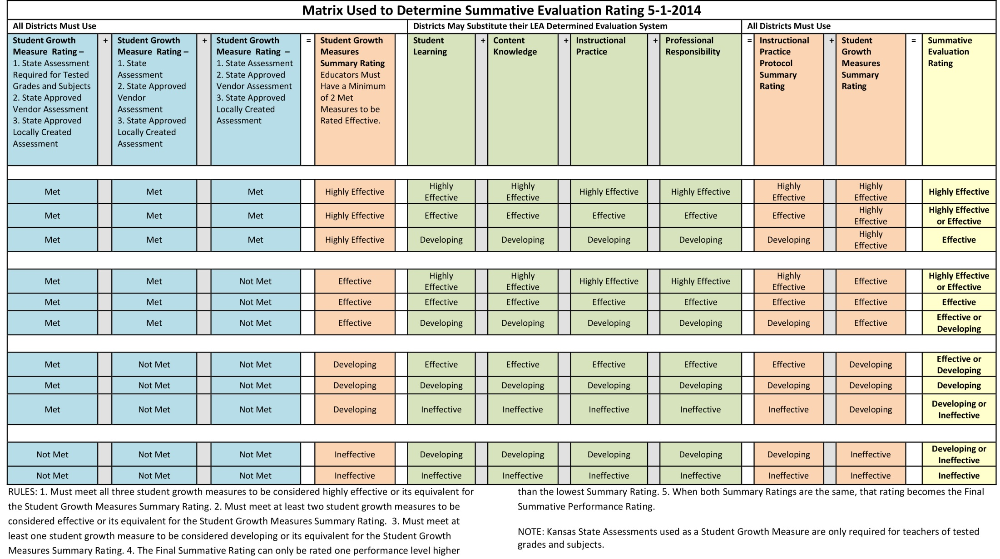 Matrix Used to Determine Summative Evaluation Rating 5-1-2014
All Districts Must Use
Districts May Substitute their LEA Determined Evaluation System
All Districts Must Use
Student Growth
Measure Rating –
1. State Assessment
Required for Tested
Grades and Subjects
2. State Approved
Vendor Assessment
3. State Approved
Locally Created
Assessment
+
Student Growth
Measure Rating –
1. State
Assessment
2. State Approved
Vendor
Assessment
3. State Approved
Locally Created
Assessment
+
Student Growth
Measure Rating –
1. State Assessment
2. State Approved
Vendor Assessment
3. State Approved
Locally Created
Assessment
=
Student Growth
Measures
Summary Rating
Educators Must
Have a Minimum
of 2 Met
Measures to be
Rated Effective.
Student
Learning
+
Content
Knowledge
+
Instructional
Practice
+
Professional
Responsibility
=
Instructional
Practice
Protocol
Summary
Rating
+
Student
Growth
Measures
Summary
Rating
=
Summative
Evaluation
Rating
Met
Met
Met
Highly Effective
Highly
Effective
Highly
Effective
Highly Effective
Highly Effective
Highly
Effective
Highly
Effective
Highly Effective
Met
Met
Met
Highly Effective
Effective
Effective
Effective
Effective
Effective
Highly
Effective
Highly Effective
or Effective
Met
Met
Met
Highly Effective
Developing
Developing
Developing
Developing
Developing
Highly
Effective
Effective
Met
Met
Not Met
Effective
Highly
Effective
Highly
Effective
Highly Effective
Highly Effective
Highly
Effective
Effective
Highly Effective
or Effective
Met
Met
Not Met
Effective
Effective
Effective
Effective
Effective
Effective
Effective
Effective
Met
Met
Not Met
Effective
Developing
Developing
Developing
Developing
Developing
Effective
Effective or
Developing
Met
Not Met
Not Met
Developing
Effective
Effective
Effective
Effective
Effective
Developing
Effective or
Developing
Met
Not Met
Not Met
Developing
Developing
Developing
Developing
Developing
Developing
Developing
Developing
Met
Not Met
Not Met
Developing
Ineffective
Ineffective
Ineffective
Ineffective
Ineffective
Developing
Developing or
Ineffective
Not Met
Not Met
Not Met
Ineffective
Developing
Developing
Developing
Developing
Developing
Ineffective
Developing or
Ineffective
Not Met
Not Met
Not Met
Ineffective
Ineffective
Ineffective
Ineffective
Ineffective
Ineffective
Ineffective
Ineffective
RULES: 1. Must meet all three student growth measures to be considered highly effective or its equivalent for
the Student Growth Measures Summary Rating. 2. Must meet at least two student growth measures to be
considered effective or its equivalent for the Student Growth Measures Summary Rating. 3. Must meet at
least one student growth measure to be considered developing or its equivalent for the Student Growth
Measures Summary Rating. 4. The Final Summative Rating can only be rated one performance level higher
than the lowest Summary Rating. 5. When both Summary Ratings are the same, that rating becomes the Final
Summative Performance Rating.
NOTE: Kansas State Assessments used as a Student Growth Measure are only required for teachers of tested
grades and subjects.